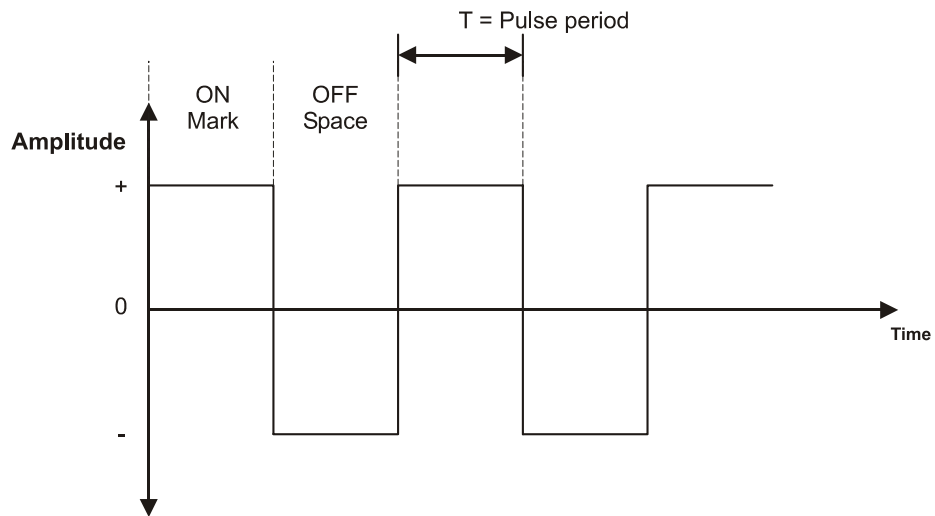 T = Pulse period
ON
Mark
OFF
Space
Amplitude
+
0
Time
-